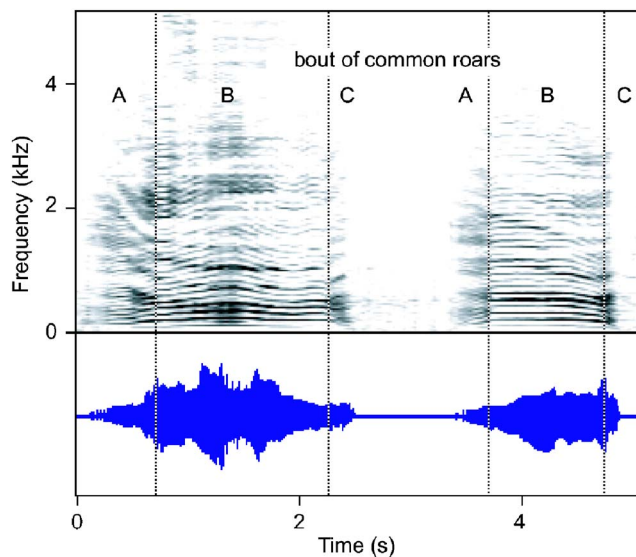 bout of common roars
A B C A B C
Frequency (kHz)
4
2
0
0 2 4
Time (s)